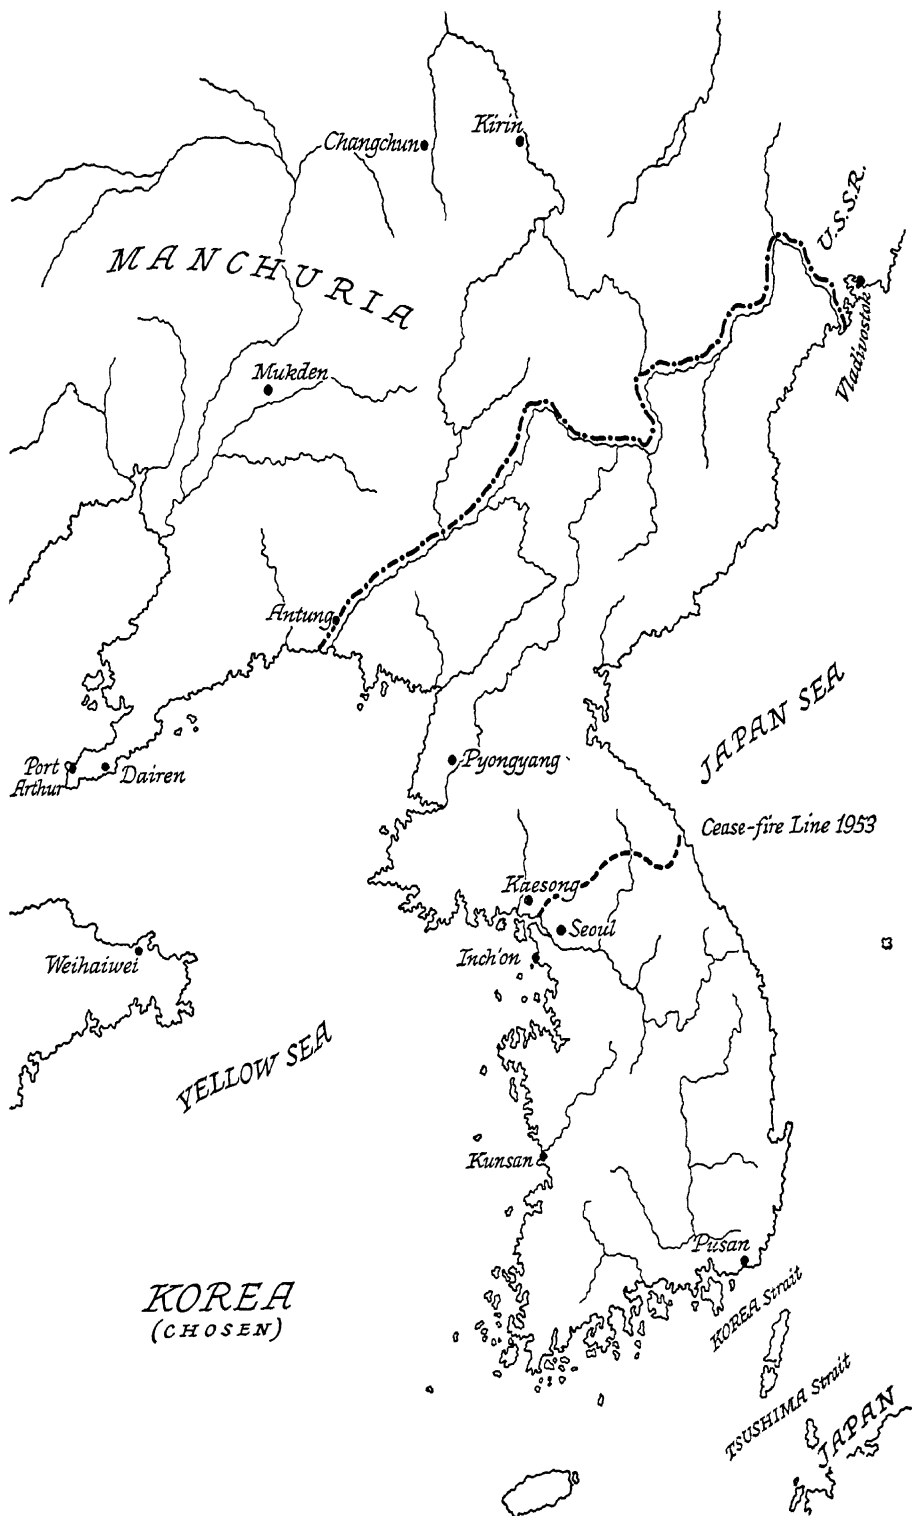 Kirin
Changchun
U.S.S.R.
MANCHURIA
Vladivostok
Mukden
Antung
JAPAN SEA
Port
Arthur
Dairen
Pyongyang
Cease-fire Line 1953
Kaesong
Seoul
Inch'on
Weihaiwei
YELLOW SEA
Kunsan
Pusan
KOREA
(CHOSEN)
KOREA Strait
TSUSHIMA Strait
JAPAN